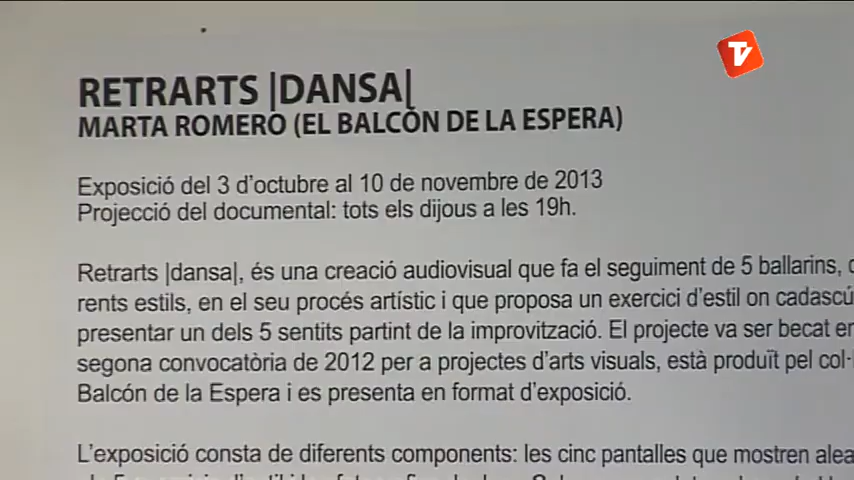 TV
RETRARTS |DANSA|
MARTA ROMERO (EL BALCÓN DE LA ESPERA)
Exposició del 3 d'octubre al 10 de novembre de 2013
Projecció del documental: tots els dijous a les 19h.
Retrarts |dansa|, és una creació audiovisual que fa el seguiment de 5 ballarins,
rents estils, en el seu procés artístic i que proposa un exercici d'estil on cadascú
presentar un dels 5 sentits partint de la improvització. El projecte va ser becat en
segona convocatòria de 2012 per a projectes d'arts visuals, està produït pel col·l
Balcón de la Espera i es presenta en format d'exposició.
L'exposició consta de diferents components: les cinc pantalles que mostren alea